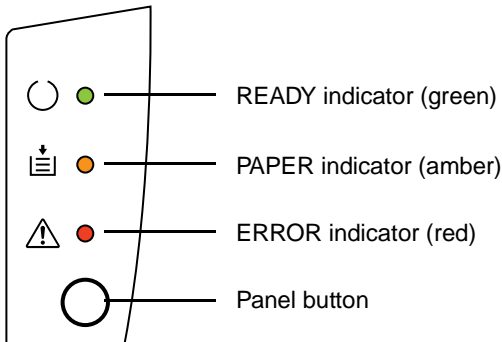 READY indicator (green)
PAPER indicator (amber)
ERROR indicator (red)
Panel button